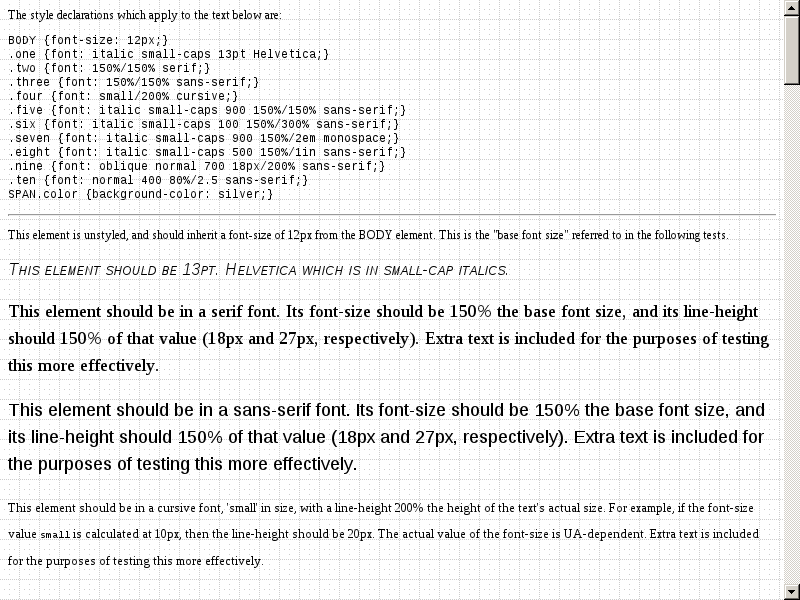 The style declarations which apply to the text below are:
BODY {font-size: 12px;}
.one {font: italic small-caps 13pt Helvetica;}
.two {font: 150%/150% serif;}
.three {font: 150%/150% sans-serif;}
.four {font: small/200% cursive;}
.five {font: italic small-caps 900 150%/150% sans-serif;}
.six {font: italic small-caps 100 150%/300% sans-serif;}
.seven {font: italic small-caps 900 150%/2em monospace;}
.eight {font: italic small-caps 500 150%/1in sans-serif;}
.nine {font: oblique normal 700 18px/200% sans-serif;}
.ten {font: normal 400 80%/2.5 sans-serif;}
SPAN.color {background-color: silver;}
This element is unstyled, and should inherit a font-size of 12px from the BODY element. This is the "base font size" referred to in the following tests.
This element should be 13pt. Helvetica which is in small-cap italics.
This element should be in a serif font. Its font-size should be 150% the base font size, and its line-height
should 150% of that value (18px and 27px, respectively). Extra text is included for the purposes of testing
this more effectively.
This element should be in a sans-serif font. Its font-size should be 150% the base font size, and
its line-height should 150% of that value (18px and 27px, respectively). Extra text is included for
the purposes of testing this more effectively.
This element should be in a cursive font, 'small' in size, with a line-height 200% the height of the text's actual size. For example, if the font-size
value small is calculated at 10px, then the line-height should be 20px. The actual value of the font-size is UA-dependent. Extra text is included
for the purposes of testing this more effectively.